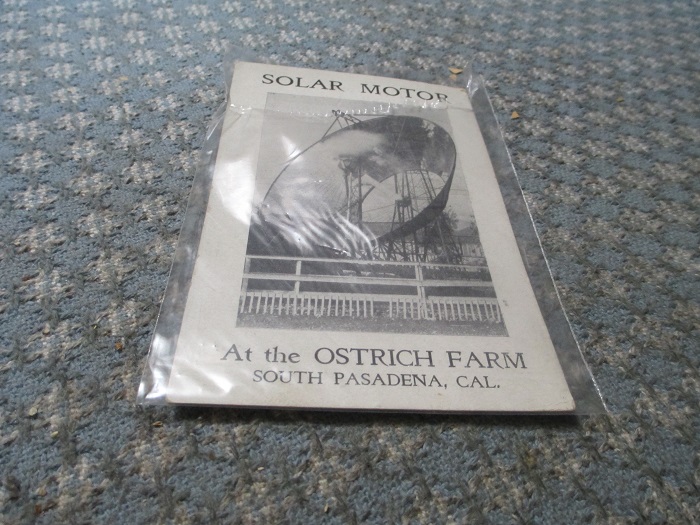 SOLAR MOTOR
At the OSTRICH FARM
SOUTH PASADENA, CAL.